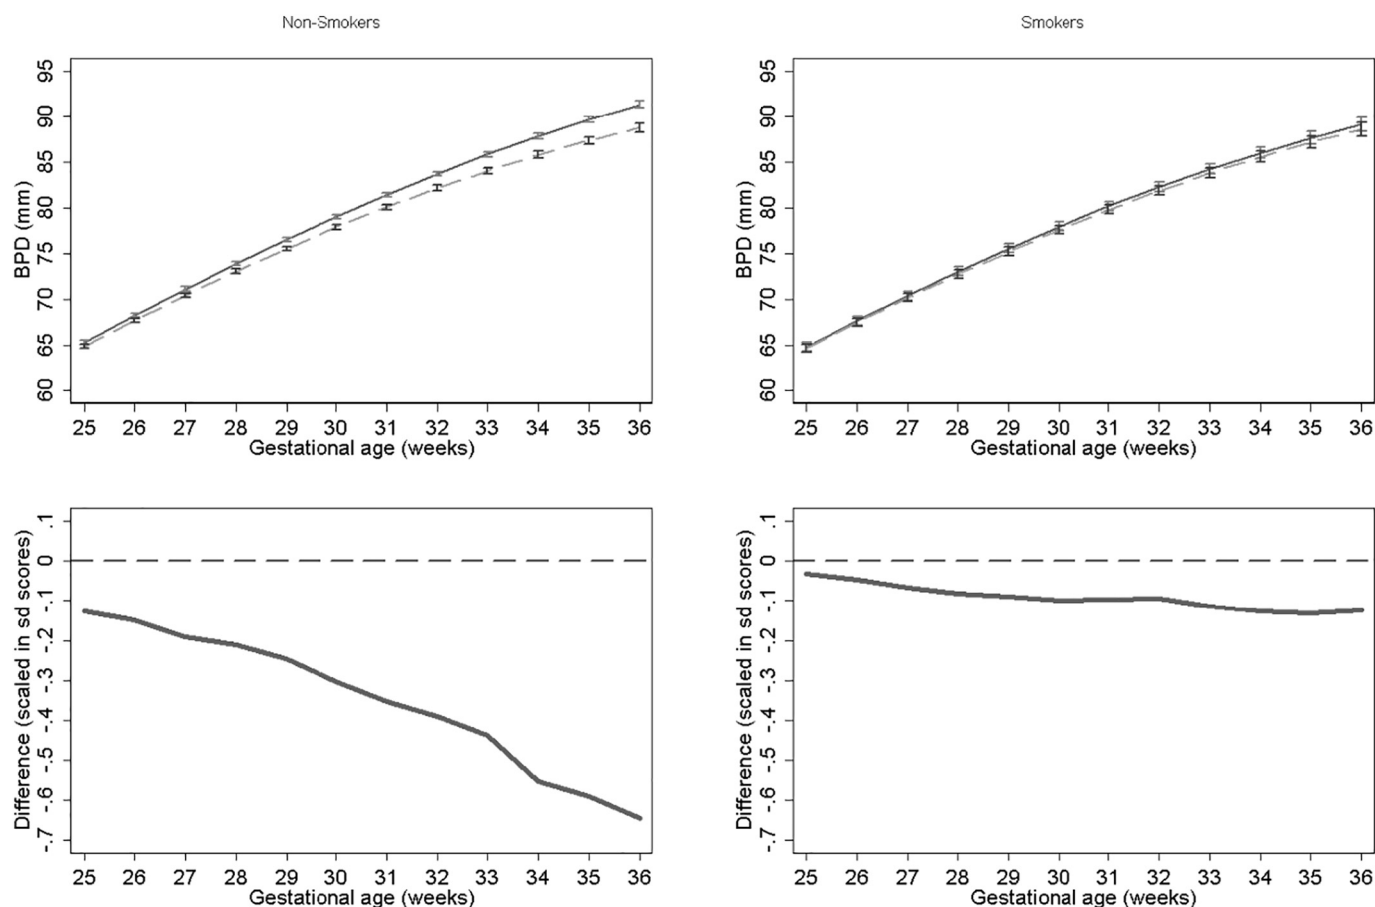 Non-Smokers
95
90
85
80
75
70
65
60
BPD (mm)
25 26 27 28 29 30 31 32 33 34 35 36
Gestational age (weeks)
Smokers
95
90
85
80
75
70
65
60
BPD (mm)
25 26 27 28 29 30 31 32 33 34 35 36
Gestational age (weeks)
.1
0
-.1
-.2
-.3
-.4
-.5
-.6
-.7
Difference (scaled in sd scores)
25 26 27 28 29 30 31 32 33 34 35 36
Gestational age (weeks)
.1
0
-.1
-.2
-.3
-.4
-.5
-.6
-.7
Difference (scaled in sd scores)
25 26 27 28 29 30 31 32 33 34 35 36
Gestational age (weeks)